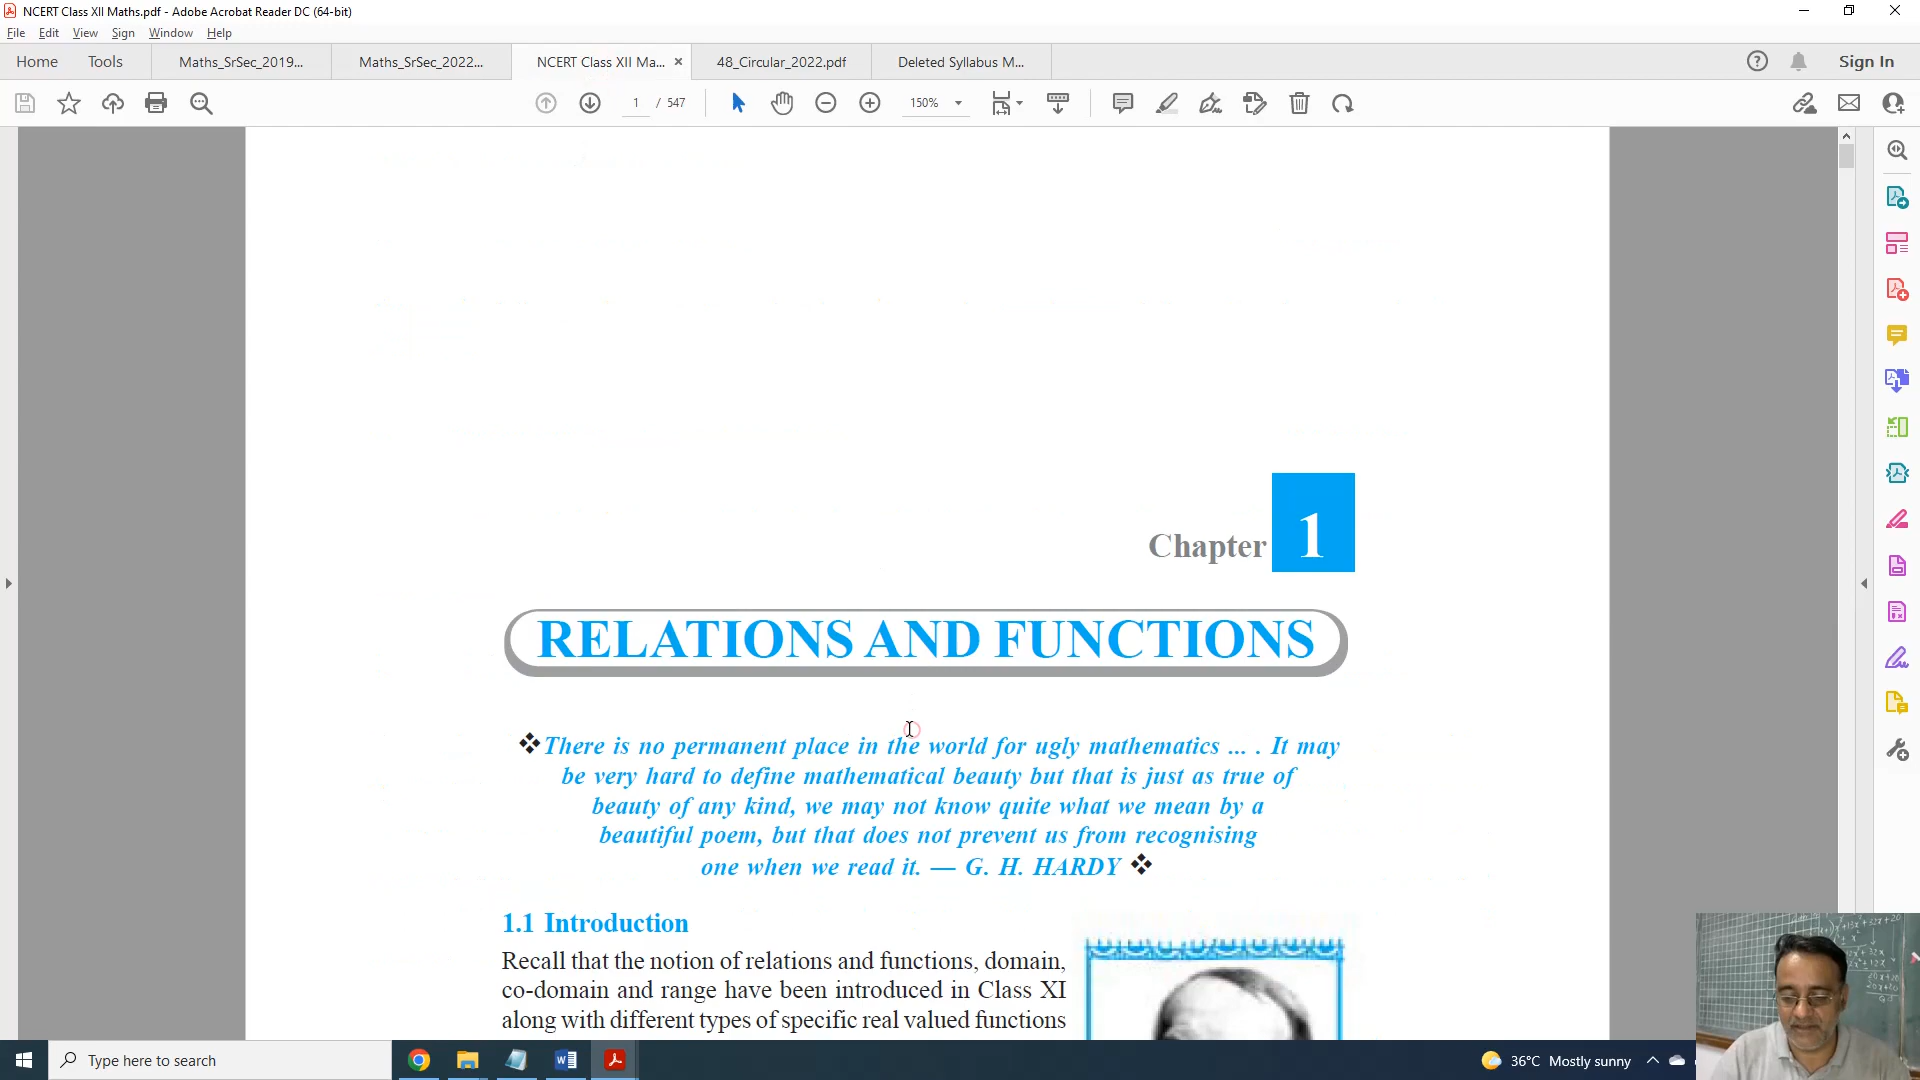 NCERT Class XII Maths.pdf - Adobe Acrobat Reader DC (64-bit)
File Edit View Sign Window Help
Home Tools Maths_SrSec_2019... Maths_SrSec_2022... NCERT Class XII Ma... × 48_Circular_2022.pdf Deleted Syllabus M... Sign In
1 / 547 150%
Chapter 1
RELATIONS AND FUNCTIONS
❖There is no permanent place in the world for ugly mathematics ... . It may
be very hard to define mathematical beauty but that is just as true of
beauty of any kind, we may not know quite what we mean by a
beautiful poem, but that does not prevent us from recognising
one when we read it. — G. H. HARDY ❖
1.1 Introduction
Recall that the notion of relations and functions, domain,
co-domain and range have been introduced in Class XI
along with different types of specific real valued functions
Type here to search 36°C Mostly sunny